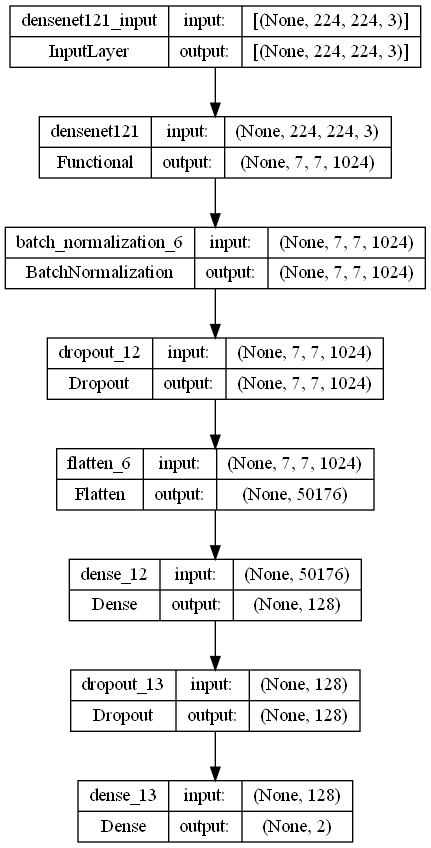 densenet121_input input: [(None, 224, 224, 3)]
InputLayer output: [(None, 224, 224, 3)]
densenet121 input: (None, 224, 224, 3)
Functional output: (None, 7, 7, 1024)
batch_normalization_6 input: (None, 7, 7, 1024)
BatchNormalization output: (None, 7, 7, 1024)
dropout_12 input: (None, 7, 7, 1024)
Dropout output: (None, 7, 7, 1024)
flatten_6 input: (None, 7, 7, 1024)
Flatten output: (None, 50176)
dense_12 input: (None, 50176)
Dense output: (None, 128)
dropout_13 input: (None, 128)
Dropout output: (None, 128)
dense_13 input: (None, 128)
Dense output: (None, 2)